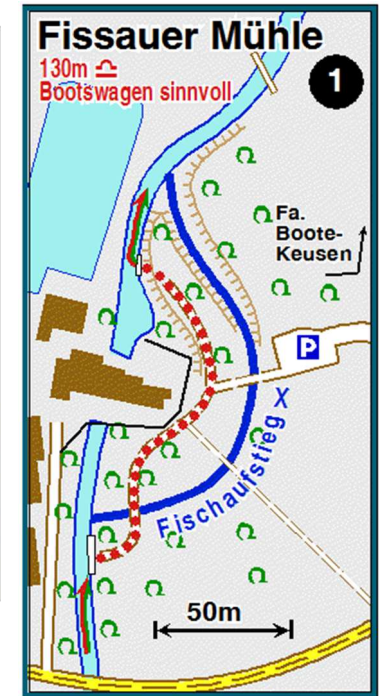 Fissauer Mühle
130m
Bootswagen sinnvoll
1
Fa.
Boote-
Keusen
P
X
Fischaufstieg
50m